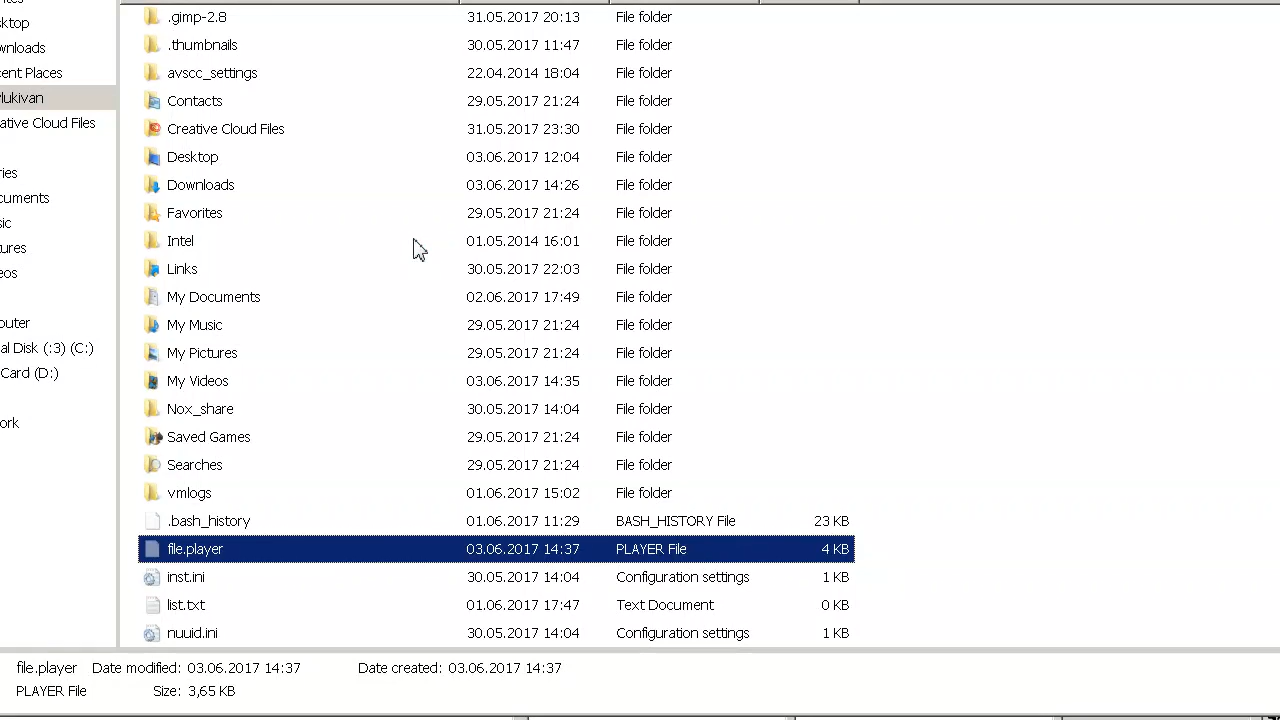 .gimp-2.8 31.05.2017 20:13 File folder
.thumbnails 30.05.2017 11:47 File folder
avscc_settings 22.04.2014 18:04 File folder
Contacts 29.05.2017 21:24 File folder
Creative Cloud Files 31.05.2017 23:30 File folder
Desktop 03.06.2017 12:04 File folder
Downloads 03.06.2017 14:26 File folder
Favorites 29.05.2017 21:24 File folder
Intel 01.05.2014 16:01 File folder
Links 30.05.2017 22:03 File folder
My Documents 02.06.2017 17:49 File folder
My Music 29.05.2017 21:24 File folder
My Pictures 29.05.2017 21:24 File folder
My Videos 03.06.2017 14:35 File folder
Nox_share 30.05.2017 14:04 File folder
Saved Games 29.05.2017 21:24 File folder
Searches 29.05.2017 21:24 File folder
vmlogs 01.06.2017 15:02 File folder
.bash_history 01.06.2017 11:29 BASH_HISTORY File 23 KB
file.player 03.06.2017 14:37 PLAYER File 4 KB
inst.ini 30.05.2017 14:04 Configuration settings 1 KB
list.txt 01.06.2017 17:47 Text Document 0 KB
nuuid.ini 30.05.2017 14:04 Configuration settings 1 KB
sktop
wnloads
cent Places
lukivan
ative Cloud Files
ries
cuments
sic
tures
eos
outer
al Disk (:3) (C:)
Card (D:)
ork
file.player Date modified: 03.06.2017 14:37 Date created: 03.06.2017 14:37
PLAYER File Size: 3,65 KB